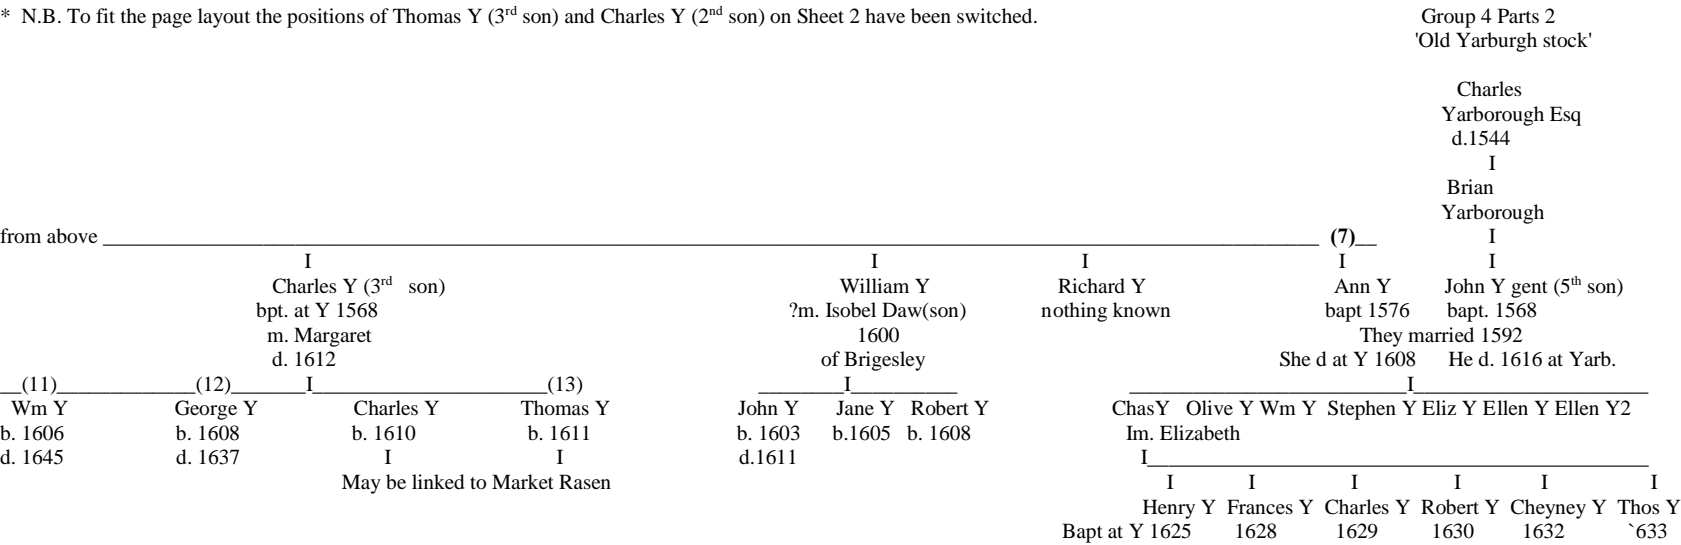 * N.B. To fit the page layout the positions of Thomas Y (3rd son) and Charles Y (2nd son) on Sheet 2 have been switched. Group 4 Parts 2
'Old Yarburgh stock'
Charles
Yarborough Esq
d.1544
I
Brian
Yarborough
from above (7) I
I I I I I
Charles Y (3rd son) William Y Richard Y Ann Y John Y gent (5th son)
bpt. at Y 1568 ?m. Isobel Daw(son) nothing known bapt 1576 bapt. 1568
m. Margaret 1600 They married 1592
d. 1612 of Brigesley She d at Y 1608 He d. 1616 at Yarb.
__(11)______________(12)________I________________________(13) _________I___________ ____________________________I________________________
Wm Y George Y Charles Y Thomas Y John Y Jane Y Robert Y ChasY Olive Y Wm Y Stephen Y Eliz Y Ellen Y Ellen Y2
b. 1606 b. 1608 b. 1610 b. 1611 b. 1603 b.1605 b. 1608 Im. Elizabeth
d. 1645 d. 1637 I I d.1611 I__________________________________________________
May be linked to Market Rasen I I I I I I
Henry Y Frances Y Charles Y Robert Y Cheyney Y Thos Y
Bapt at Y 1625 1628 1629 1630 1632 `633